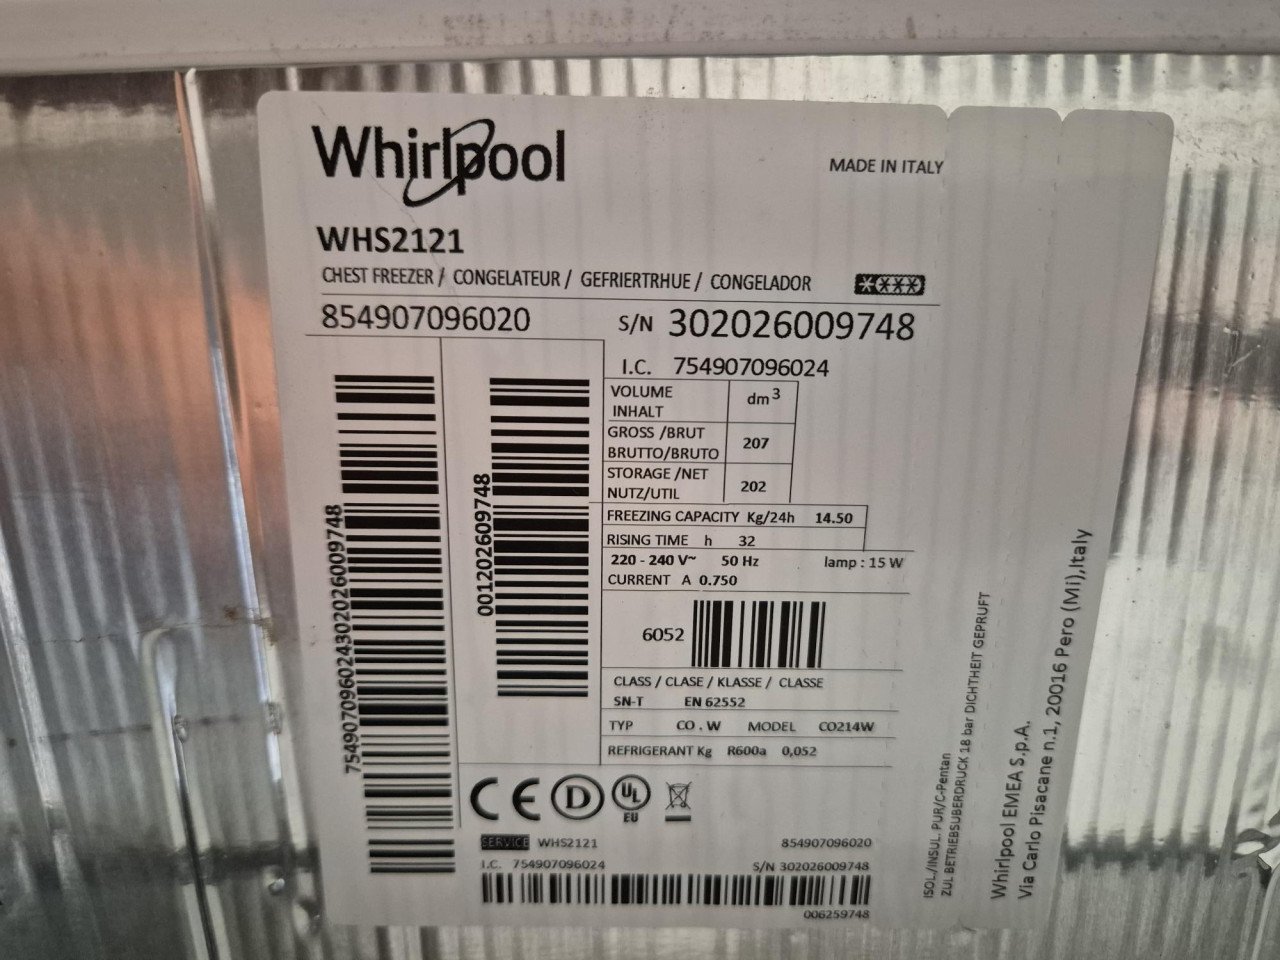 Whirlpool
MADE IN ITALY
WHS2121
CHEST FREEZER / CONGELATEUR / GEFRIERTRHUE / CONGELADOR
854907096020 S/N 302026009748
I.C. 754907096024
VOLUME
INHALT
dm3
GROSS /BRUT
BRUTTO/BRUTO
207
STORAGE /NET
NUTZ/UTIL
202
FREEZING CAPACITY Kg/24h 14.50
RISING TIME h 32
220 - 240 V~ 50 Hz lamp : 15 W
CURRENT A 0.750
6052
CLASS / CLASE / KLASSE / CLASSE
SN-T EN 62552
TYP CO . W MODEL CO214W
REFRIGERANT Kg R600a 0,052
754907096024302026009748
001202609748
CE D UL EU
SERVICE WHS2121 854907096020
I.C. 754907096024 S/N 302026009748
006259748
ISOL./INSUL. PUR/C-Pentan
ZUL BETRIEBSUBERDRUCK 18 bar DICHTHEIT GEPRUFT
Whirlpool EMEA S.p.A.
Via Carlo Pisacane n.1, 20016 Pero (Mi),Italy